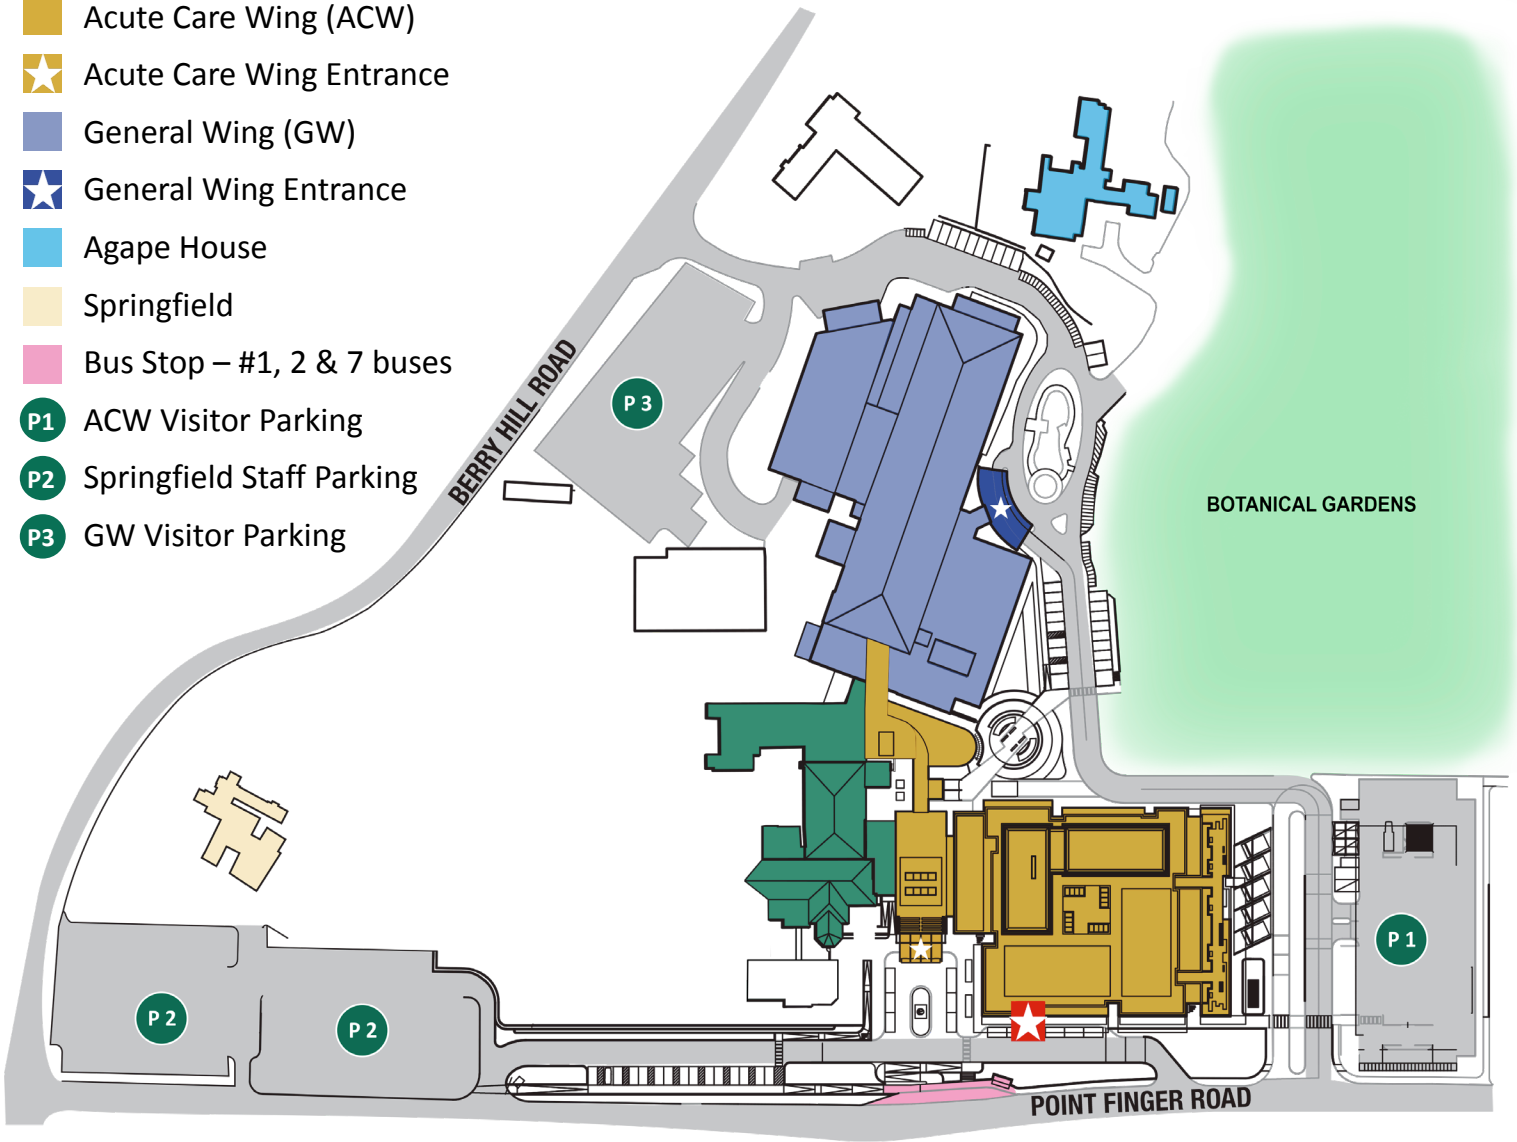 Acute Care Wing (ACW)
Acute Care Wing Entrance
General Wing (GW)
General Wing Entrance
Agape House
Springfield
Bus Stop – #1, 2 & 7 buses
P1 ACW Visitor Parking
P2 Springfield Staff Parking
P3 GW Visitor Parking
BERRY HILL ROAD
P 3
BOTANICAL GARDENS
P 1
P 2
P 2
POINT FINGER ROAD